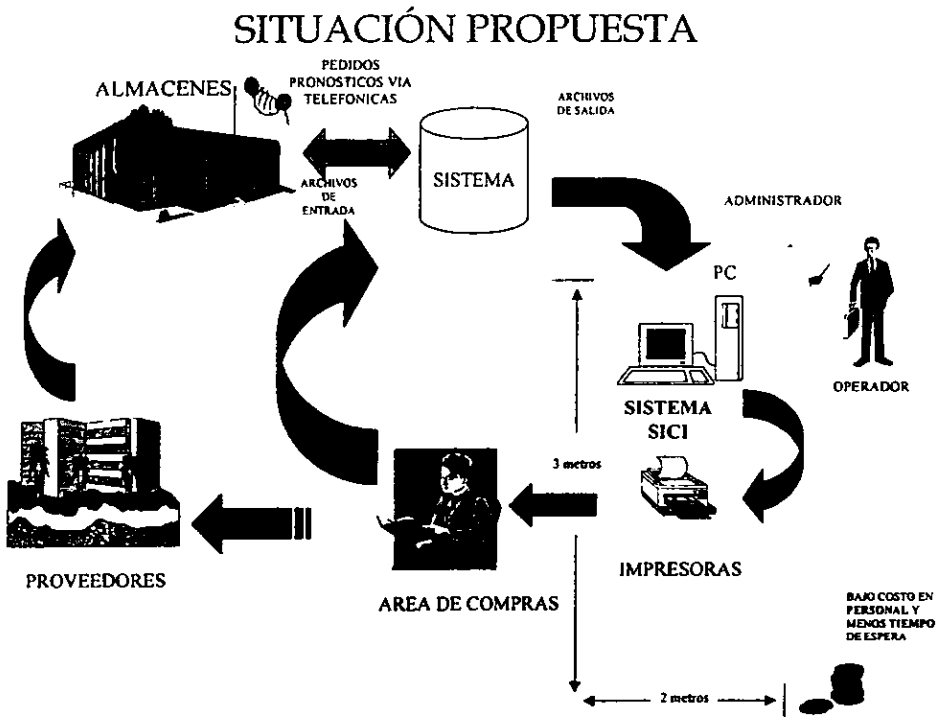 SITUACIÓN PROPUESTA
ALMACENES
PEDIDOS
PRONOSTICOS VIA
TELEFONICAS
ARCHIVOS
DE SALIDA
SISTEMA
ARCHIVOS
DE
ENTRADA
ADMINISTRADOR
PC
OPERADOR
SISTEMA
SICI
3 metros
IMPRESORAS
PROVEEDORES
AREA DE COMPRAS
BAJO COSTO EN
PERSONAL Y
MENOS TIEMPO
DE ESPERA
2 metros